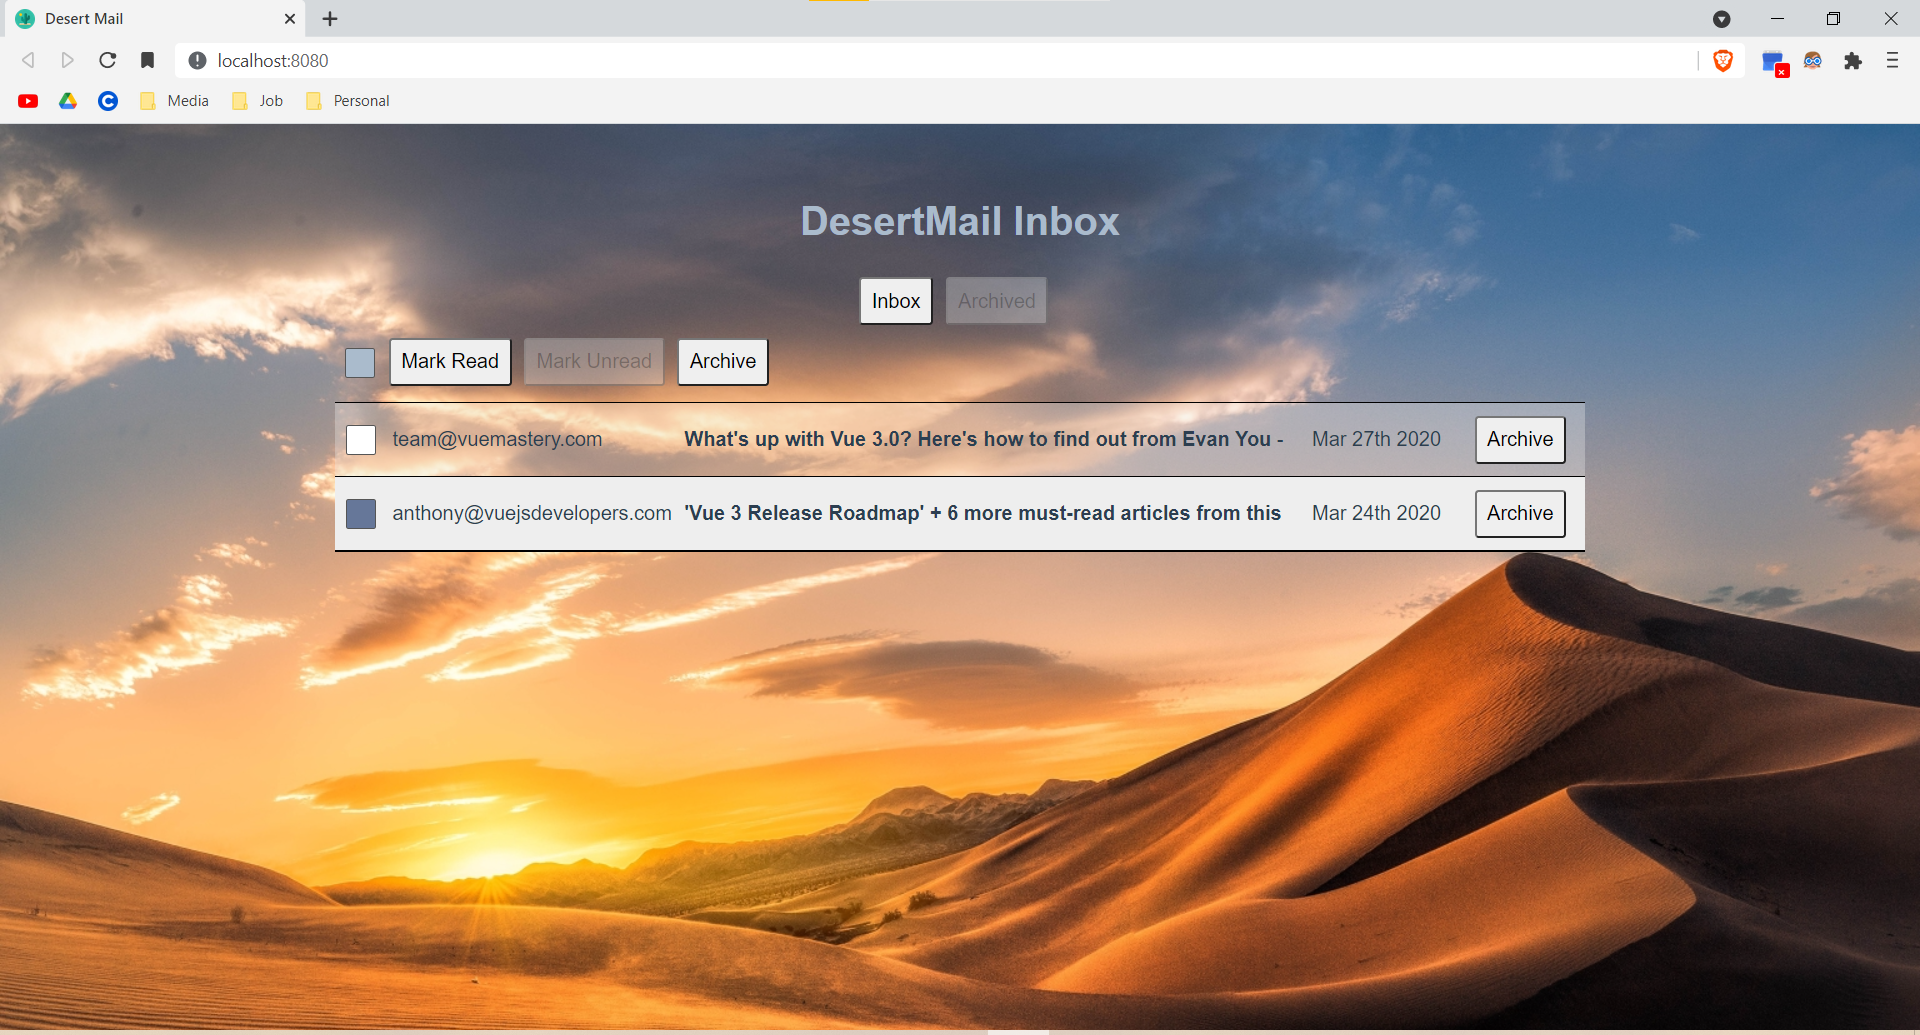 Desert Mail
localhost:8080
Media Job Personal
DesertMail Inbox
Inbox Archived
Mark Read Mark Unread Archive
team@vuemastery.com What's up with Vue 3.0? Here's how to find out from Evan You - Mar 27th 2020 Archive
anthony@vuejsdevelopers.com 'Vue 3 Release Roadmap' + 6 more must-read articles from this Mar 24th 2020 Archive